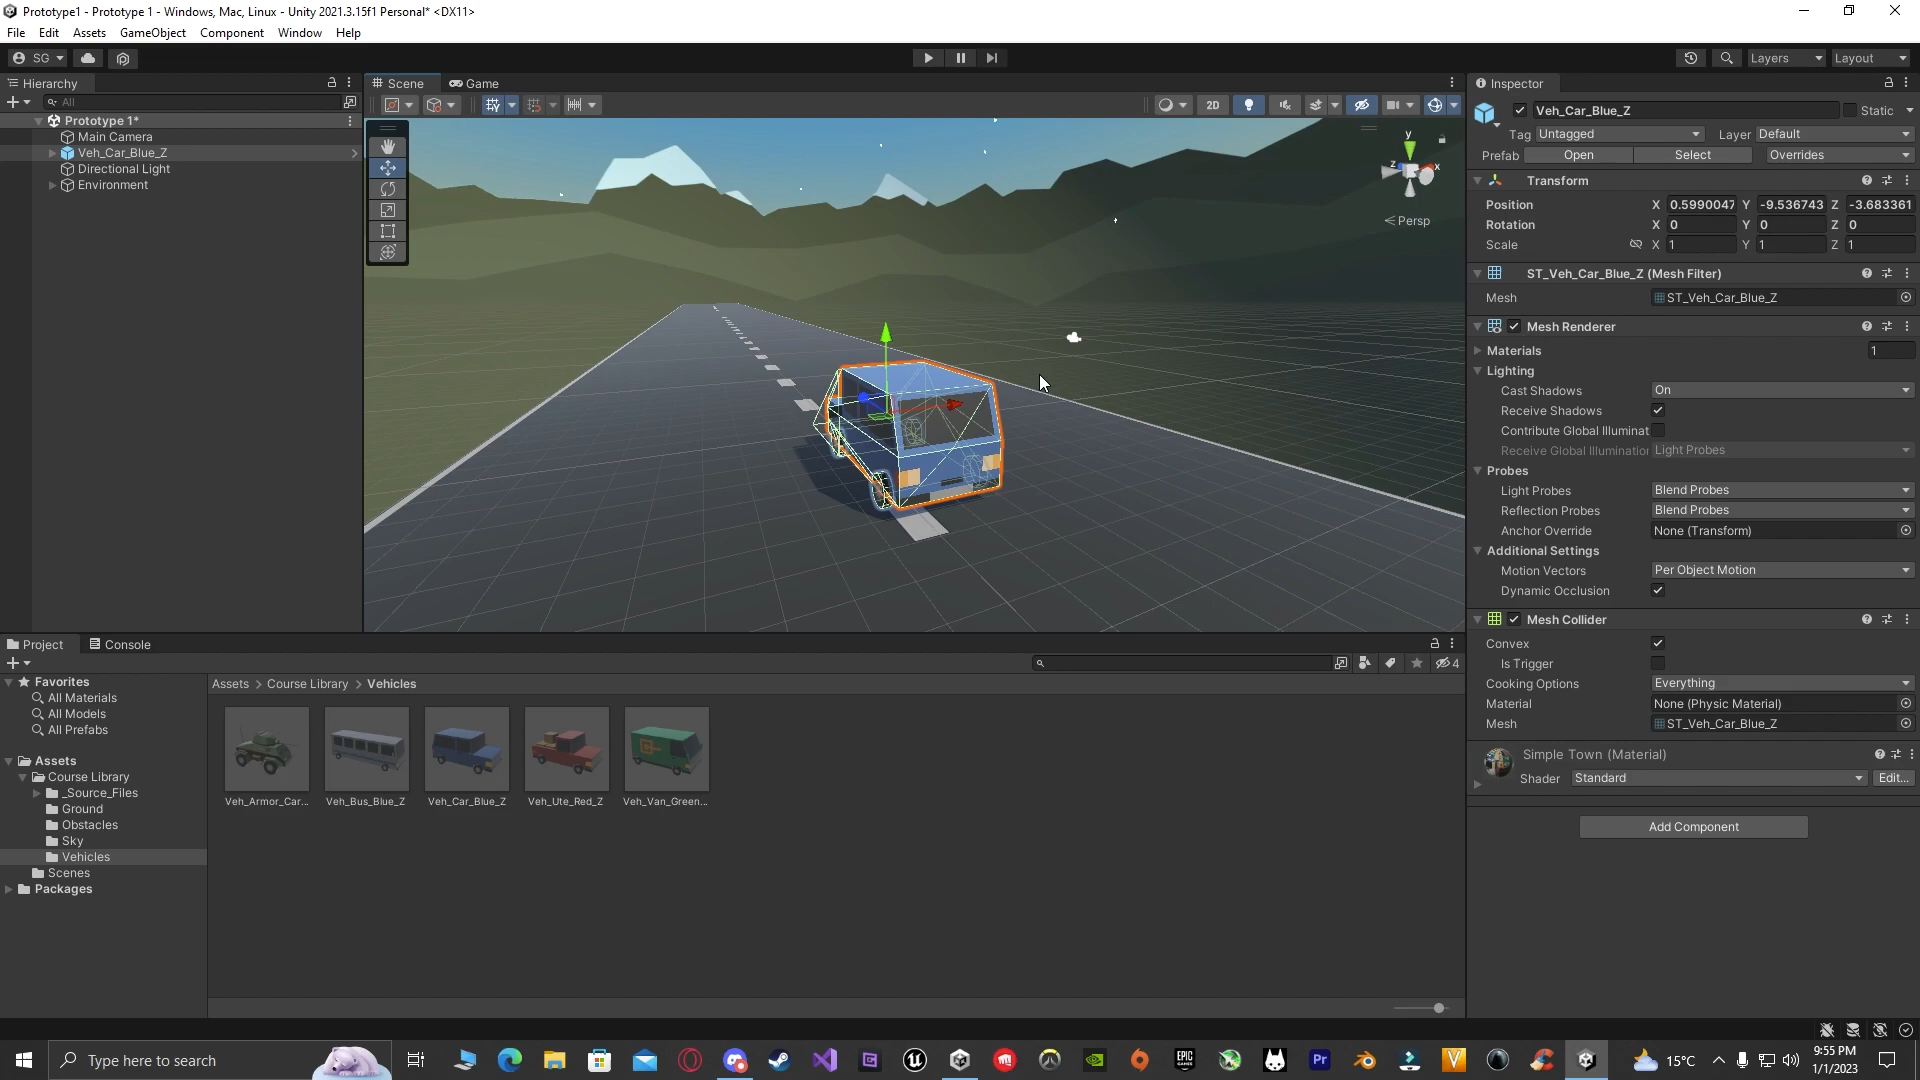 Prototype1 - Prototype 1 - Windows, Mac, Linux - Unity 2021.3.15f1 Personal* <DX11>
File Edit Assets GameObject Component Window Help
SG Layers Layout
Hierarchy
All
Prototype 1*
Main Camera
Veh_Car_Blue_Z
Directional Light
Environment
Scene Game
2D
y
z x
Persp
Inspector
Veh_Car_Blue_Z Static
Tag Untagged Layer Default
Prefab Open Select Overrides
Transform
Position X 0.5990047 Y -9.536743 Z -3.683361
Rotation X 0 Y 0 Z 0
Scale X 1 Y 1 Z 1
ST_Veh_Car_Blue_Z (Mesh Filter)
Mesh ST_Veh_Car_Blue_Z
Mesh Renderer
Materials 1
Lighting
Cast Shadows On
Receive Shadows
Contribute Global Illuminat
Receive Global Illumination Light Probes
Probes
Light Probes Blend Probes
Reflection Probes Blend Probes
Anchor Override None (Transform)
Additional Settings
Motion Vectors Per Object Motion
Dynamic Occlusion
Mesh Collider
Convex
Is Trigger
Cooking Options Everything
Material None (Physic Material)
Mesh ST_Veh_Car_Blue_Z
Simple Town (Material)
Shader Standard Edit...
Add Component
Project Console
4
Favorites
All Materials
All Models
All Prefabs
Assets
Course Library
_Source_Files
Ground
Obstacles
Sky
Vehicles
Scenes
Packages
Assets > Course Library > Vehicles
Veh_Armor_Car... Veh_Bus_Blue_Z Veh_Car_Blue_Z Veh_Ute_Red_Z Veh_Van_Green...
Type here to search
EPIC GAMES
Pr
V
15°C
9:55 PM
1/1/2023